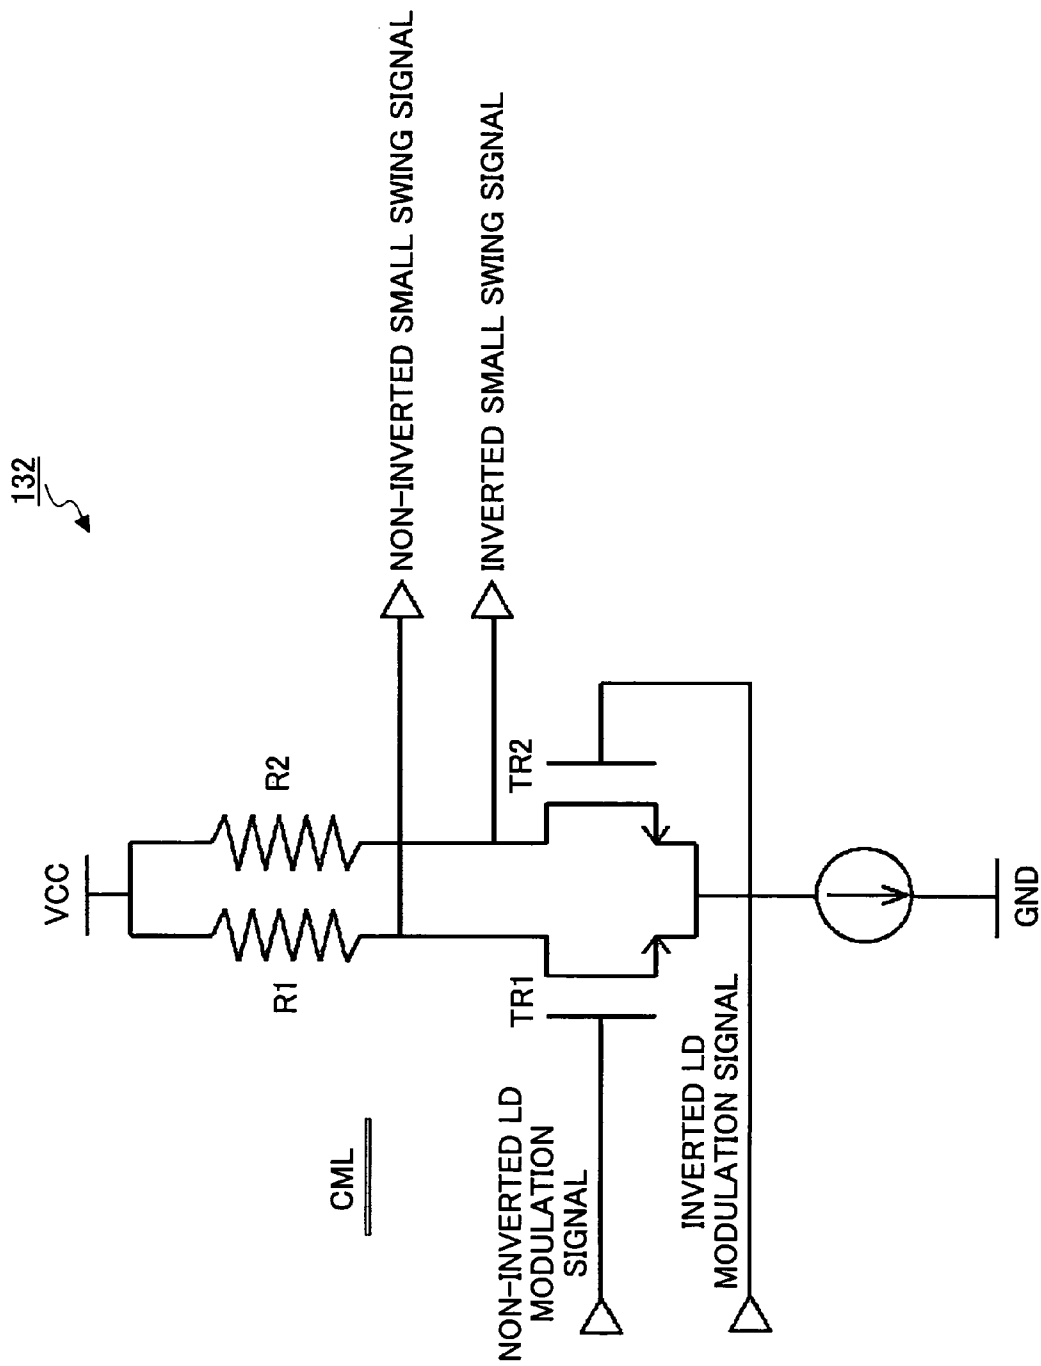 132
CML
VCC
R1
R2
NON-INVERTED SMALL SWING SIGNAL
INVERTED SMALL SWING SIGNAL
TR1
TR2
NON-INVERTED LD
MODULATION
SIGNAL
INVERTED LD
MODULATION SIGNAL
GND